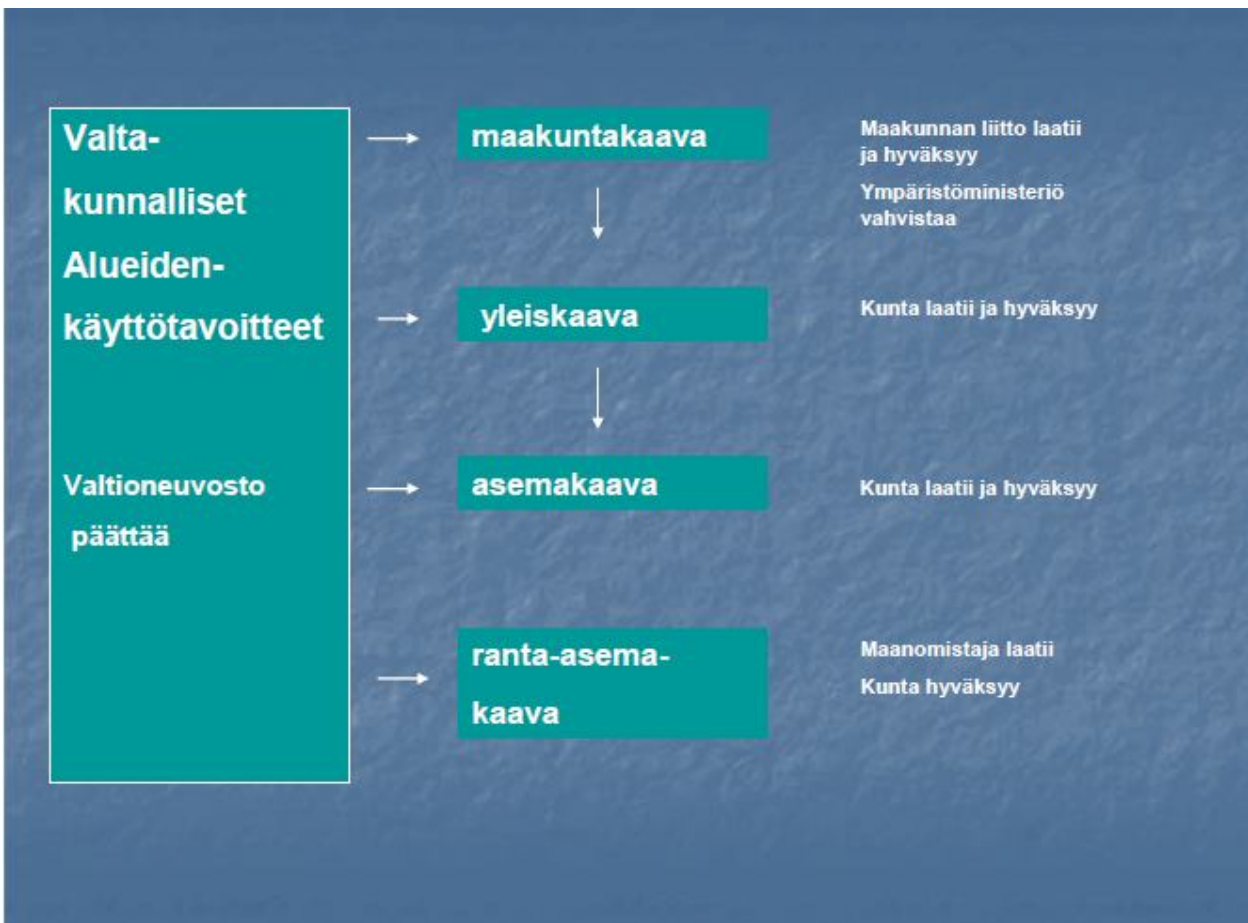 Valta-
kunnalliset
Alueiden-
käyttötavoitteet
Valtioneuvosto
päättää
maakuntakaava
Maakunnan liitto laatii
ja hyväksyy
Ympäristöministeriö
vahvistaa
yleiskaava
Kunta laatii ja hyväksyy
asemakaava
Kunta laatii ja hyväksyy
ranta-asema-
kaava
Maanomistaja laatii
Kunta hyväksyy